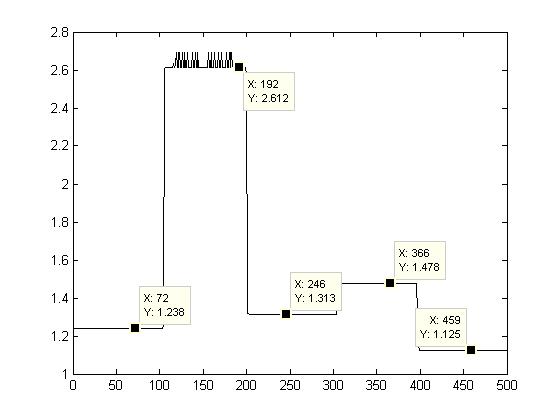 2.8
2.6
X: 192
Y: 2.612
2.4
2.2
2
1.8
1.6
X: 366
Y: 1.478
X: 246
Y: 1.313
1.4
X: 72
Y: 1.238
X: 459
Y: 1.125
1.2
1
0 50 100 150 200 250 300 350 400 450 500